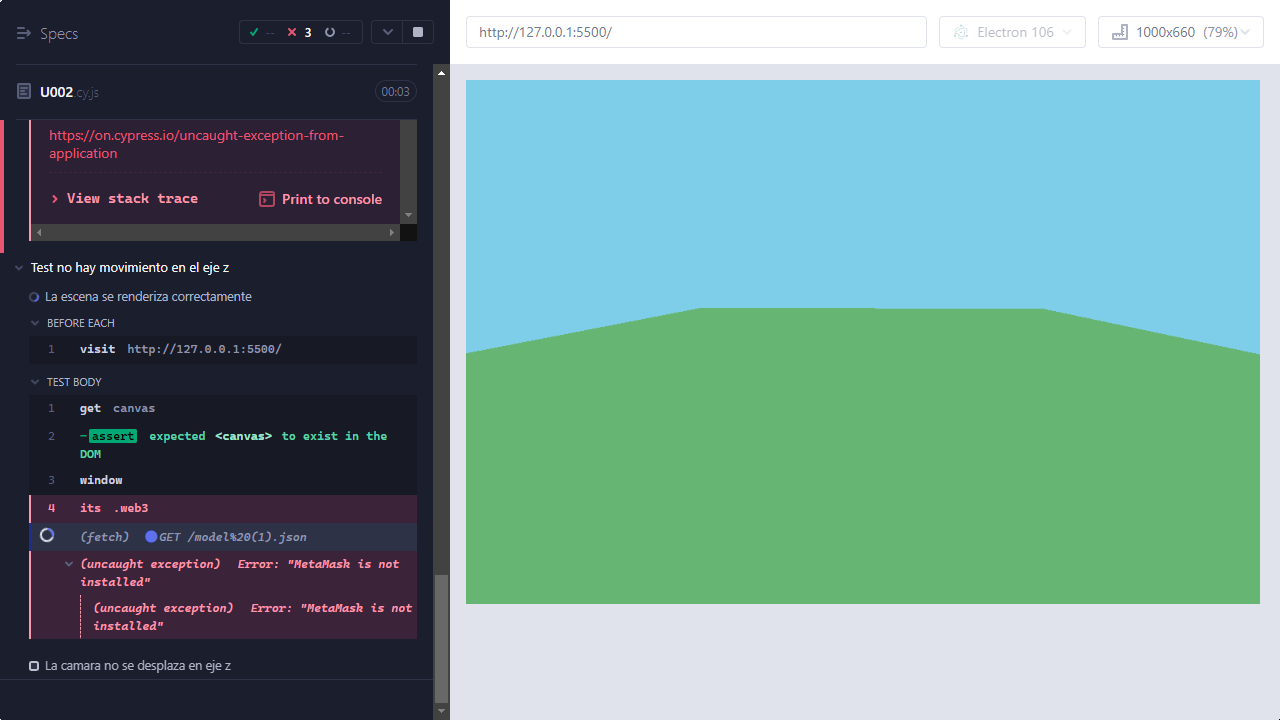 Specs
-- 3 --
http://127.0.0.1:5500/
Electron 106
1000x660 (79%)
U002.cy.js
00:03
https://on.cypress.io/uncaught-exception-from-
application
View stack trace
Print to console
Test no hay movimiento en el eje z
La escena se renderiza correctamente
BEFORE EACH
1 visit http://127.0.0.1:5500/
TEST BODY
1 get canvas
2 -assert expected <canvas> to exist in the
DOM
3 window
4 its .web3
(fetch) GET /model%20(1).json
(uncaught exception) Error: "MetaMask is not
installed"
(uncaught exception) Error: "MetaMask is not
installed"
La camara no se desplaza en eje z